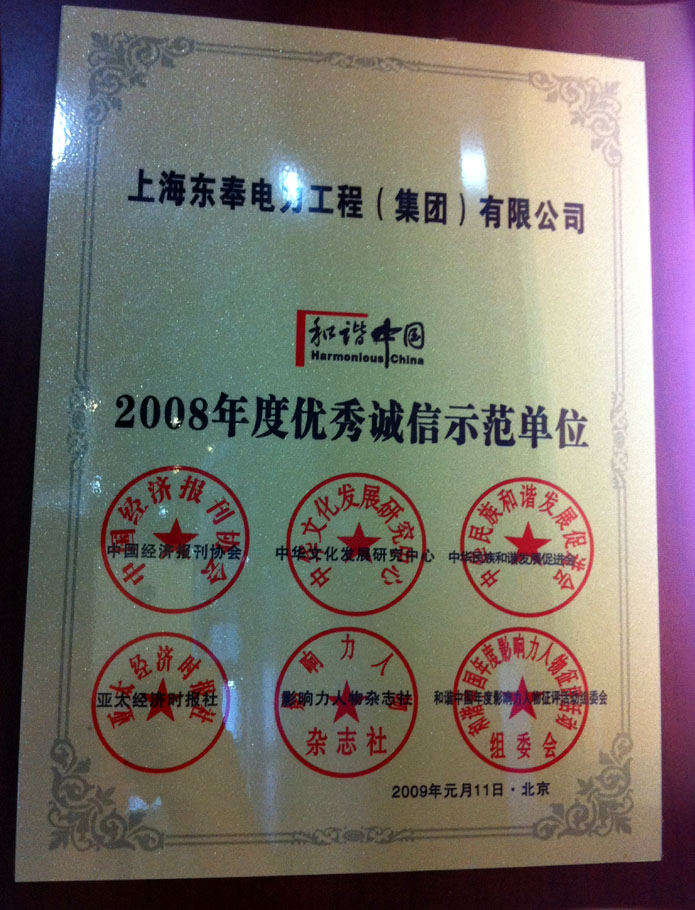 上海东奉电力工程（集团）有限公司
和谐中国
Harmonious China
2008年度优秀诚信示范单位
中国经济报刊协会
中国经济报刊协会
中华文化发展研究中心
中华文化发展研究中心
中华民族和谐发展促进会
中华民族和谐发展促进会
亚太经济时报社
亚太经济时报社
影响力人物
杂志社
影响力人物杂志社
和谐中国年度影响力人物征评活动
组委会
和谐中国年度影响力人物征评活动组委会
2009年元月11日·北京